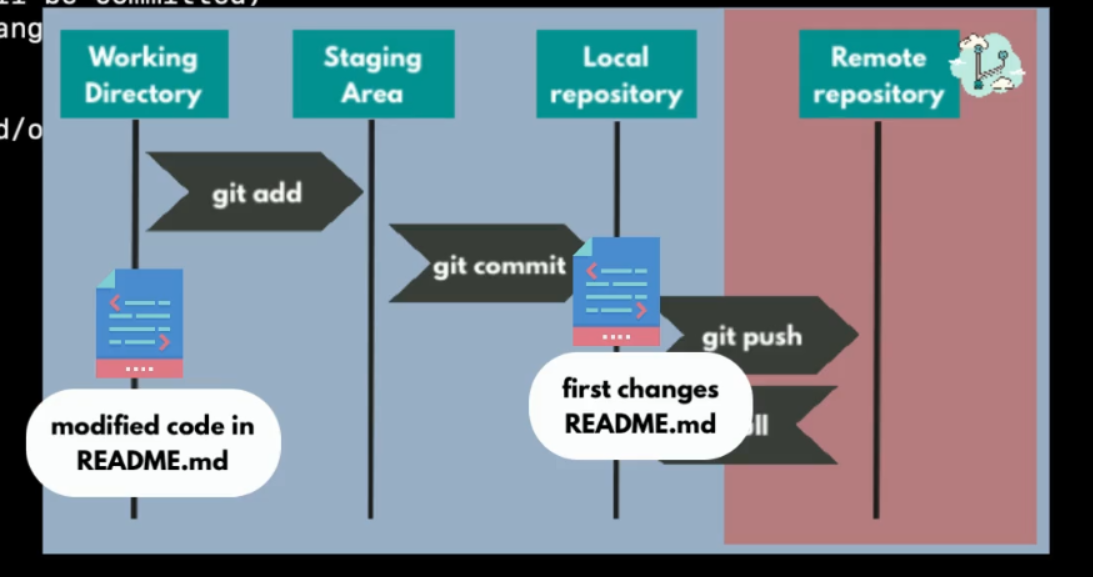 ang
d/o
Working
Directory
Staging
Area
Local
repository
Remote
repository
git add
git commit
git push
ll
modified code in
README.md
first changes
README.md